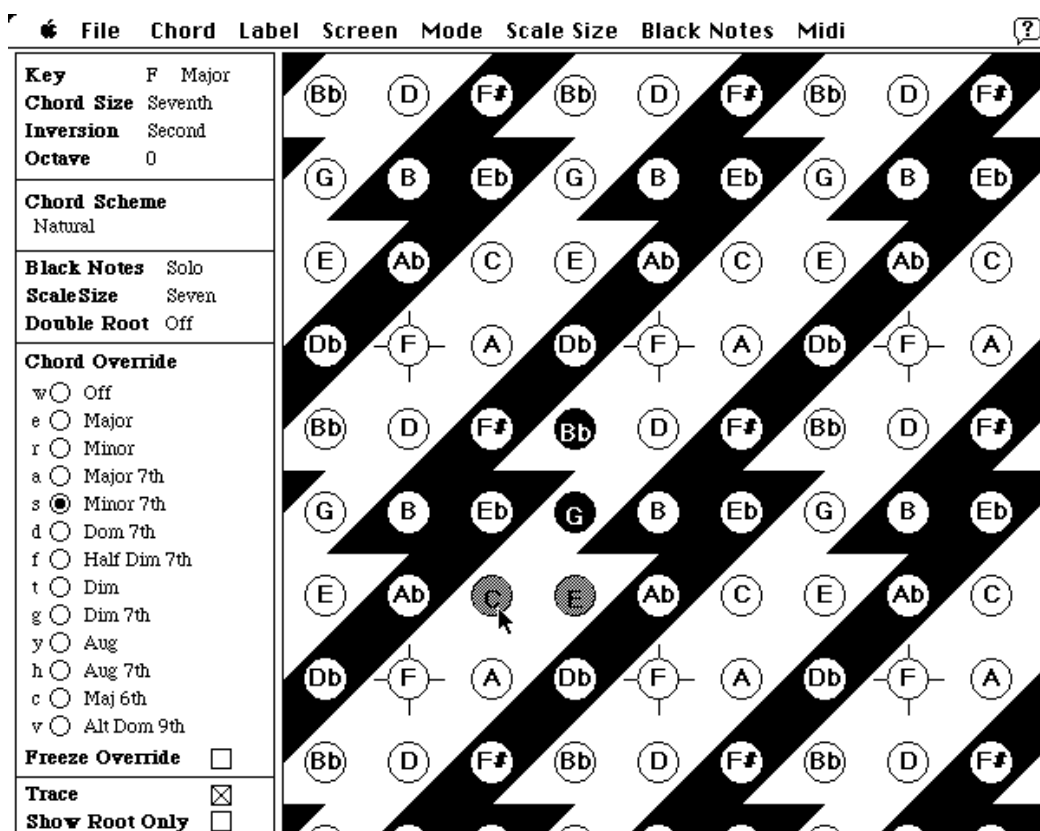 File Chord Label Screen Mode Scale Size Black Notes Midi ?
Key F Major
Chord Size Seventh
Inversion Second
Octave 0
Chord Scheme
Natural
Black Notes Solo
ScaleSize Seven
Double Root Off
Chord Override
w Off
e Major
r Minor
a Major 7th
s Minor 7th
d Dom 7th
f Half Dim 7th
t Dim
g Dim 7th
y Aug
h Aug 7th
c Maj 6th
v Alt Dom 9th
Freeze Override
Trace
Show Root Only
Bb D F# Bb D F# Bb D F#
G B Eb G B Eb G B Eb
E Ab C E Ab C E Ab C
Db F A Db F A Db F A
Bb D F# Bb D F# Bb D F#
G B Eb G B Eb G B Eb
E Ab C E Ab C E Ab C
Db F A Db F A Db F A
Bb D F# Bb D F# Bb D F#